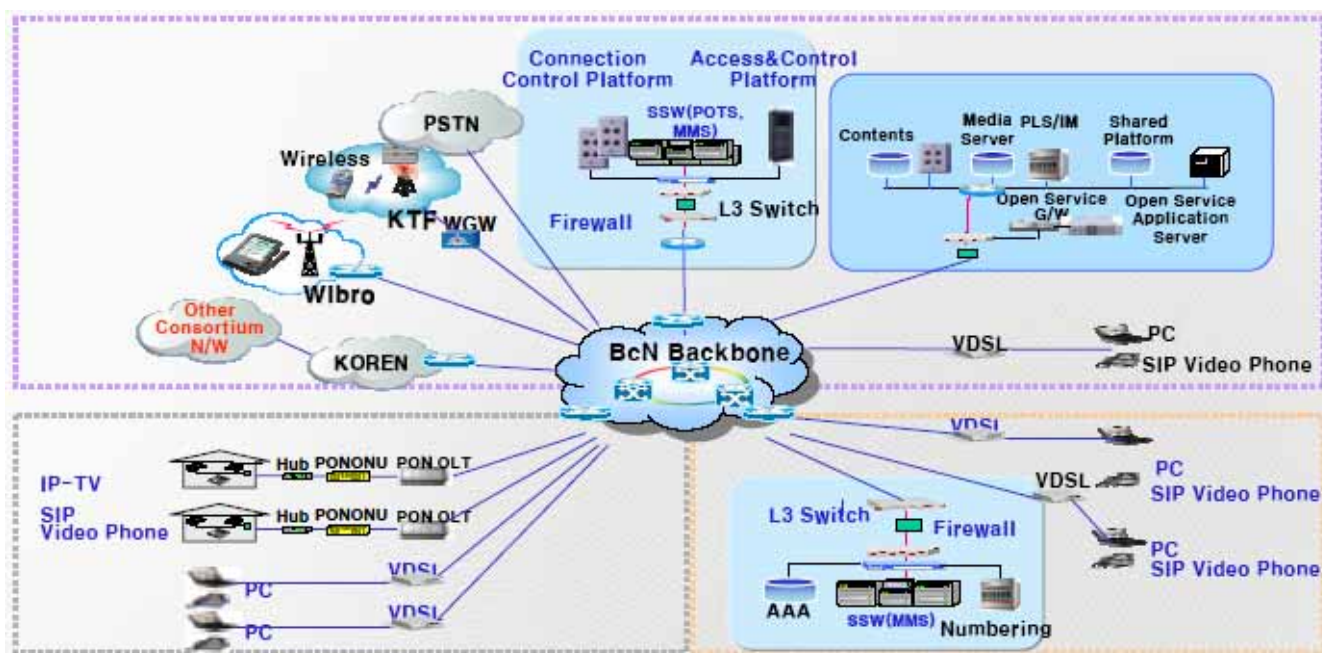 Connection
Control Platform
Access&Control
Platform
SSW(POTS,
MMS)
PSTN
Wireless
KTF
WGW
Firewall
L3 Switch
Contents
Media
Server
PLS/IM
Shared
Platform
Open Service
G/W
Open Service
Application
Server
Wibro
Other
Consortium
N/W
KOREN
BcN Backbone
VDSL
PC
SIP Video Phone
IP-TV
Hub
PONONU
PON.OLT
SIP
Video Phone
Hub
PONONU
PON.OLT
PC
VDSL
PC
VDSL
VDSL
VDSL
PC
SIP Video Phone
PC
SIP Video Phone
L3 Switch
Firewall
AAA
SSW(MMS)
Numbering